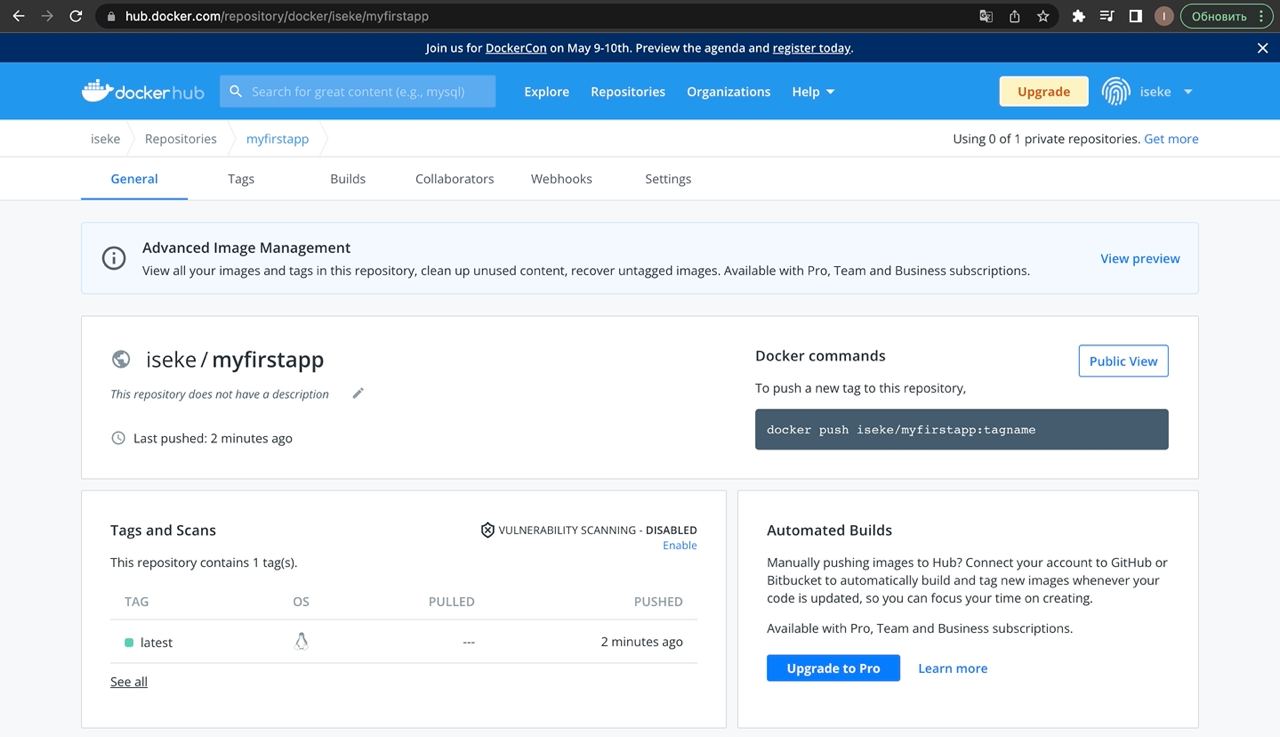 hub.docker.com/repository/docker/iseke/myfirstapp
I
Обновить
Join us for DockerCon on May 9-10th. Preview the agenda and register today.
dockerhub
Search for great content (e.g., mysql)
Explore
Repositories
Organizations
Help
Upgrade
iseke
iseke
Repositories
myfirstapp
Using 0 of 1 private repositories. Get more
General
Tags
Builds
Collaborators
Webhooks
Settings
Advanced Image Management
View all your images and tags in this repository, clean up unused content, recover untagged images. Available with Pro, Team and Business subscriptions.
View preview
iseke / myfirstapp
This repository does not have a description
Last pushed: 2 minutes ago
Docker commands
Public View
To push a new tag to this repository,
docker push iseke/myfirstapp:tagname
Tags and Scans
VULNERABILITY SCANNING - DISABLED
Enable
This repository contains 1 tag(s).
TAG OS PULLED PUSHED
latest --- 2 minutes ago
See all
Automated Builds
Manually pushing images to Hub? Connect your account to GitHub or
Bitbucket to automatically build and tag new images whenever your
code is updated, so you can focus your time on creating.
Available with Pro, Team and Business subscriptions.
Upgrade to Pro
Learn more